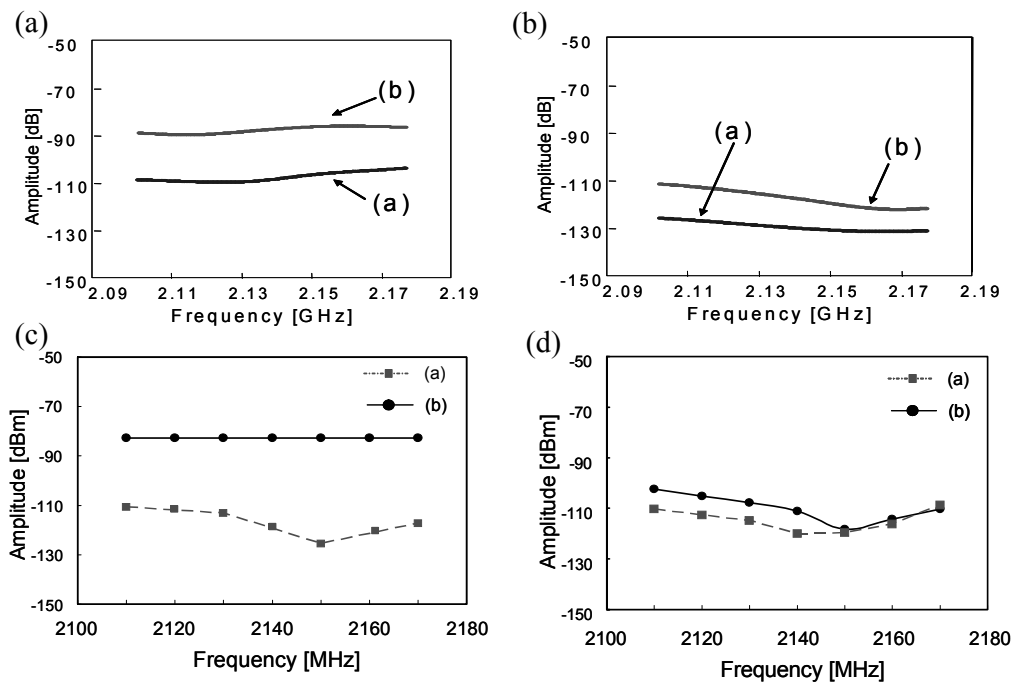 (a)
-50
-70
-90
-110
-130
-150
Amplitude [dB]
(b)
(a)
2.09 2.11 2.13 2.15 2.17 2.19
Frequency [GHz]
(b)
-50
-70
-90
-110
-130
-150
Amplitude [dB]
(a)
(b)
2.09 2.11 2.13 2.15 2.17 2.19
Frequency [GHz]
(c)
-50
-70
-90
-110
-130
-150
Amplitude [dBm]
(a)
(b)
2100 2120 2140 2160 2180
Frequency [MHz]
(d)
-50
-70
-90
-110
-130
-150
Amplitude [dBm]
(a)
(b)
2100 2120 2140 2160 2180
Frequency [MHz]